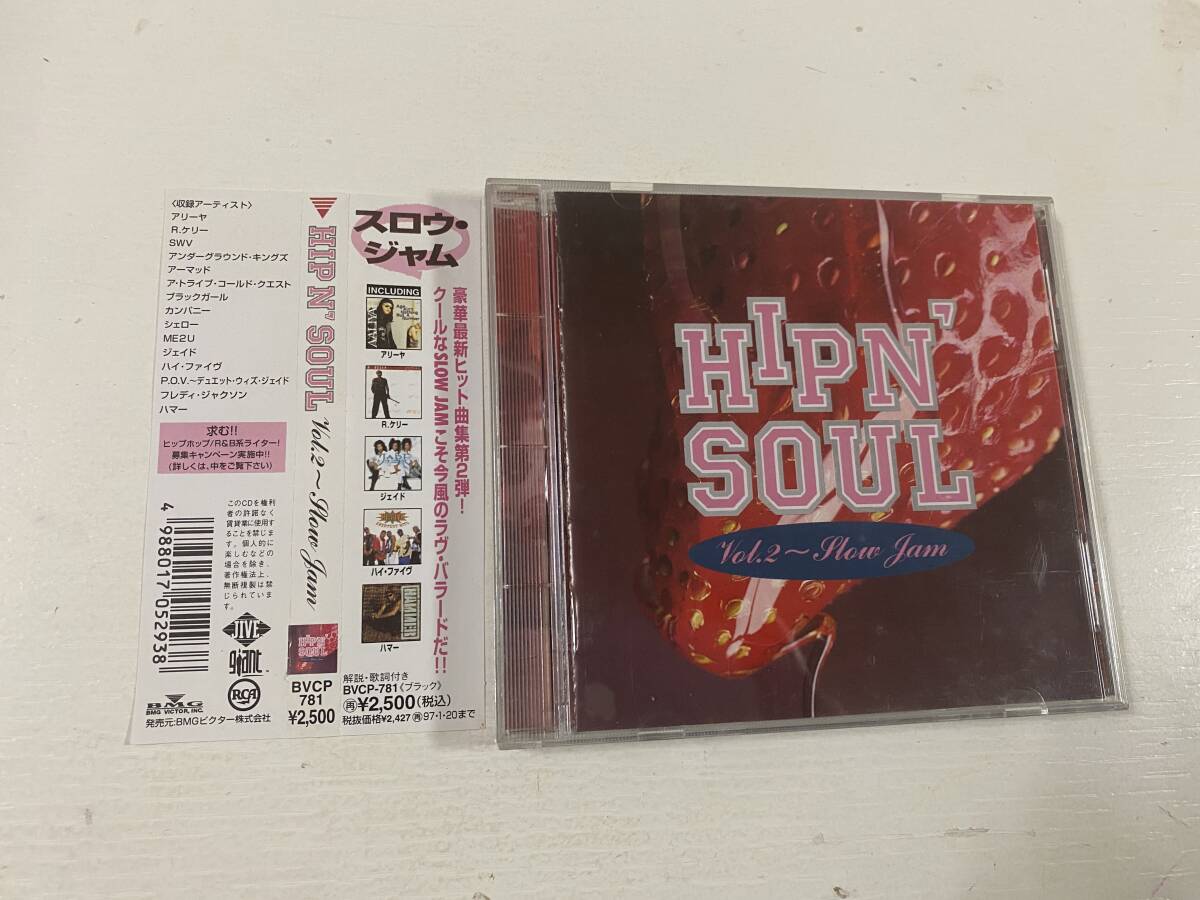 〈収録アーティスト〉
アリーヤ
R.ケリー
SWV
アンダーグラウンド・キングズ
アーマッド
ア・トライブ・コールド・クエスト
ブラックガール
カンパニー
シェロー
ME2U
ジェイド
ハイ・ファイヴ
P.O.V.〜デュエット・ウィズ・ジェイド
フレディ・ジャクソン
ハマー
求む!!
ヒップホップ/R&B系ライター!
募集キャンペーン実施中!!
(詳しくは、中をご覧下さい)
このCDを権利
者の許諾なく
賃貸業に使用す
ることを禁じま
す。個人的に
楽しむなどの
場合を除き、
著作権法上、
無断複製は禁
じられていま
す。
4 988017 052938
JIVE
giant
RCA
BMG
BMG VICTOR, INC.
発売元:BMGビクター株式会社
HIP N' SOUL
Vol.2〜Slow Jam
HIPN'
SOUL
BVCP
781
¥2,500
スロウ・
ジャム
INCLUDING
AALIYAH
アリーヤ
R.ケリー
JADE
ジェイド
ハイ・ファイヴ
HAMMER
ハマー
豪華最新ヒット曲集第2弾!
クールなSLOW JAMこそ今風のラヴ・バラードだ!!
解説・歌詞付き
BVCP-781〈ブラック〉
再¥2,500(税込)
税抜価格¥2,427 再97・1・20まで
HIPN'
SOUL
Vol.2〜Slow Jam